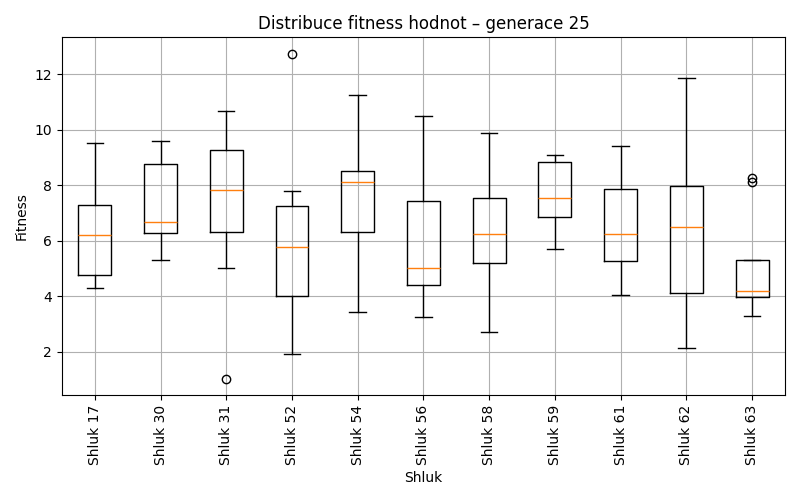 Distribuce fitness hodnot – generace 25
Fitness
12
10
8
6
4
2
Shluk 17
Shluk 30
Shluk 31
Shluk 52
Shluk 54
Shluk 56
Shluk 58
Shluk 59
Shluk 61
Shluk 62
Shluk 63
Shluk